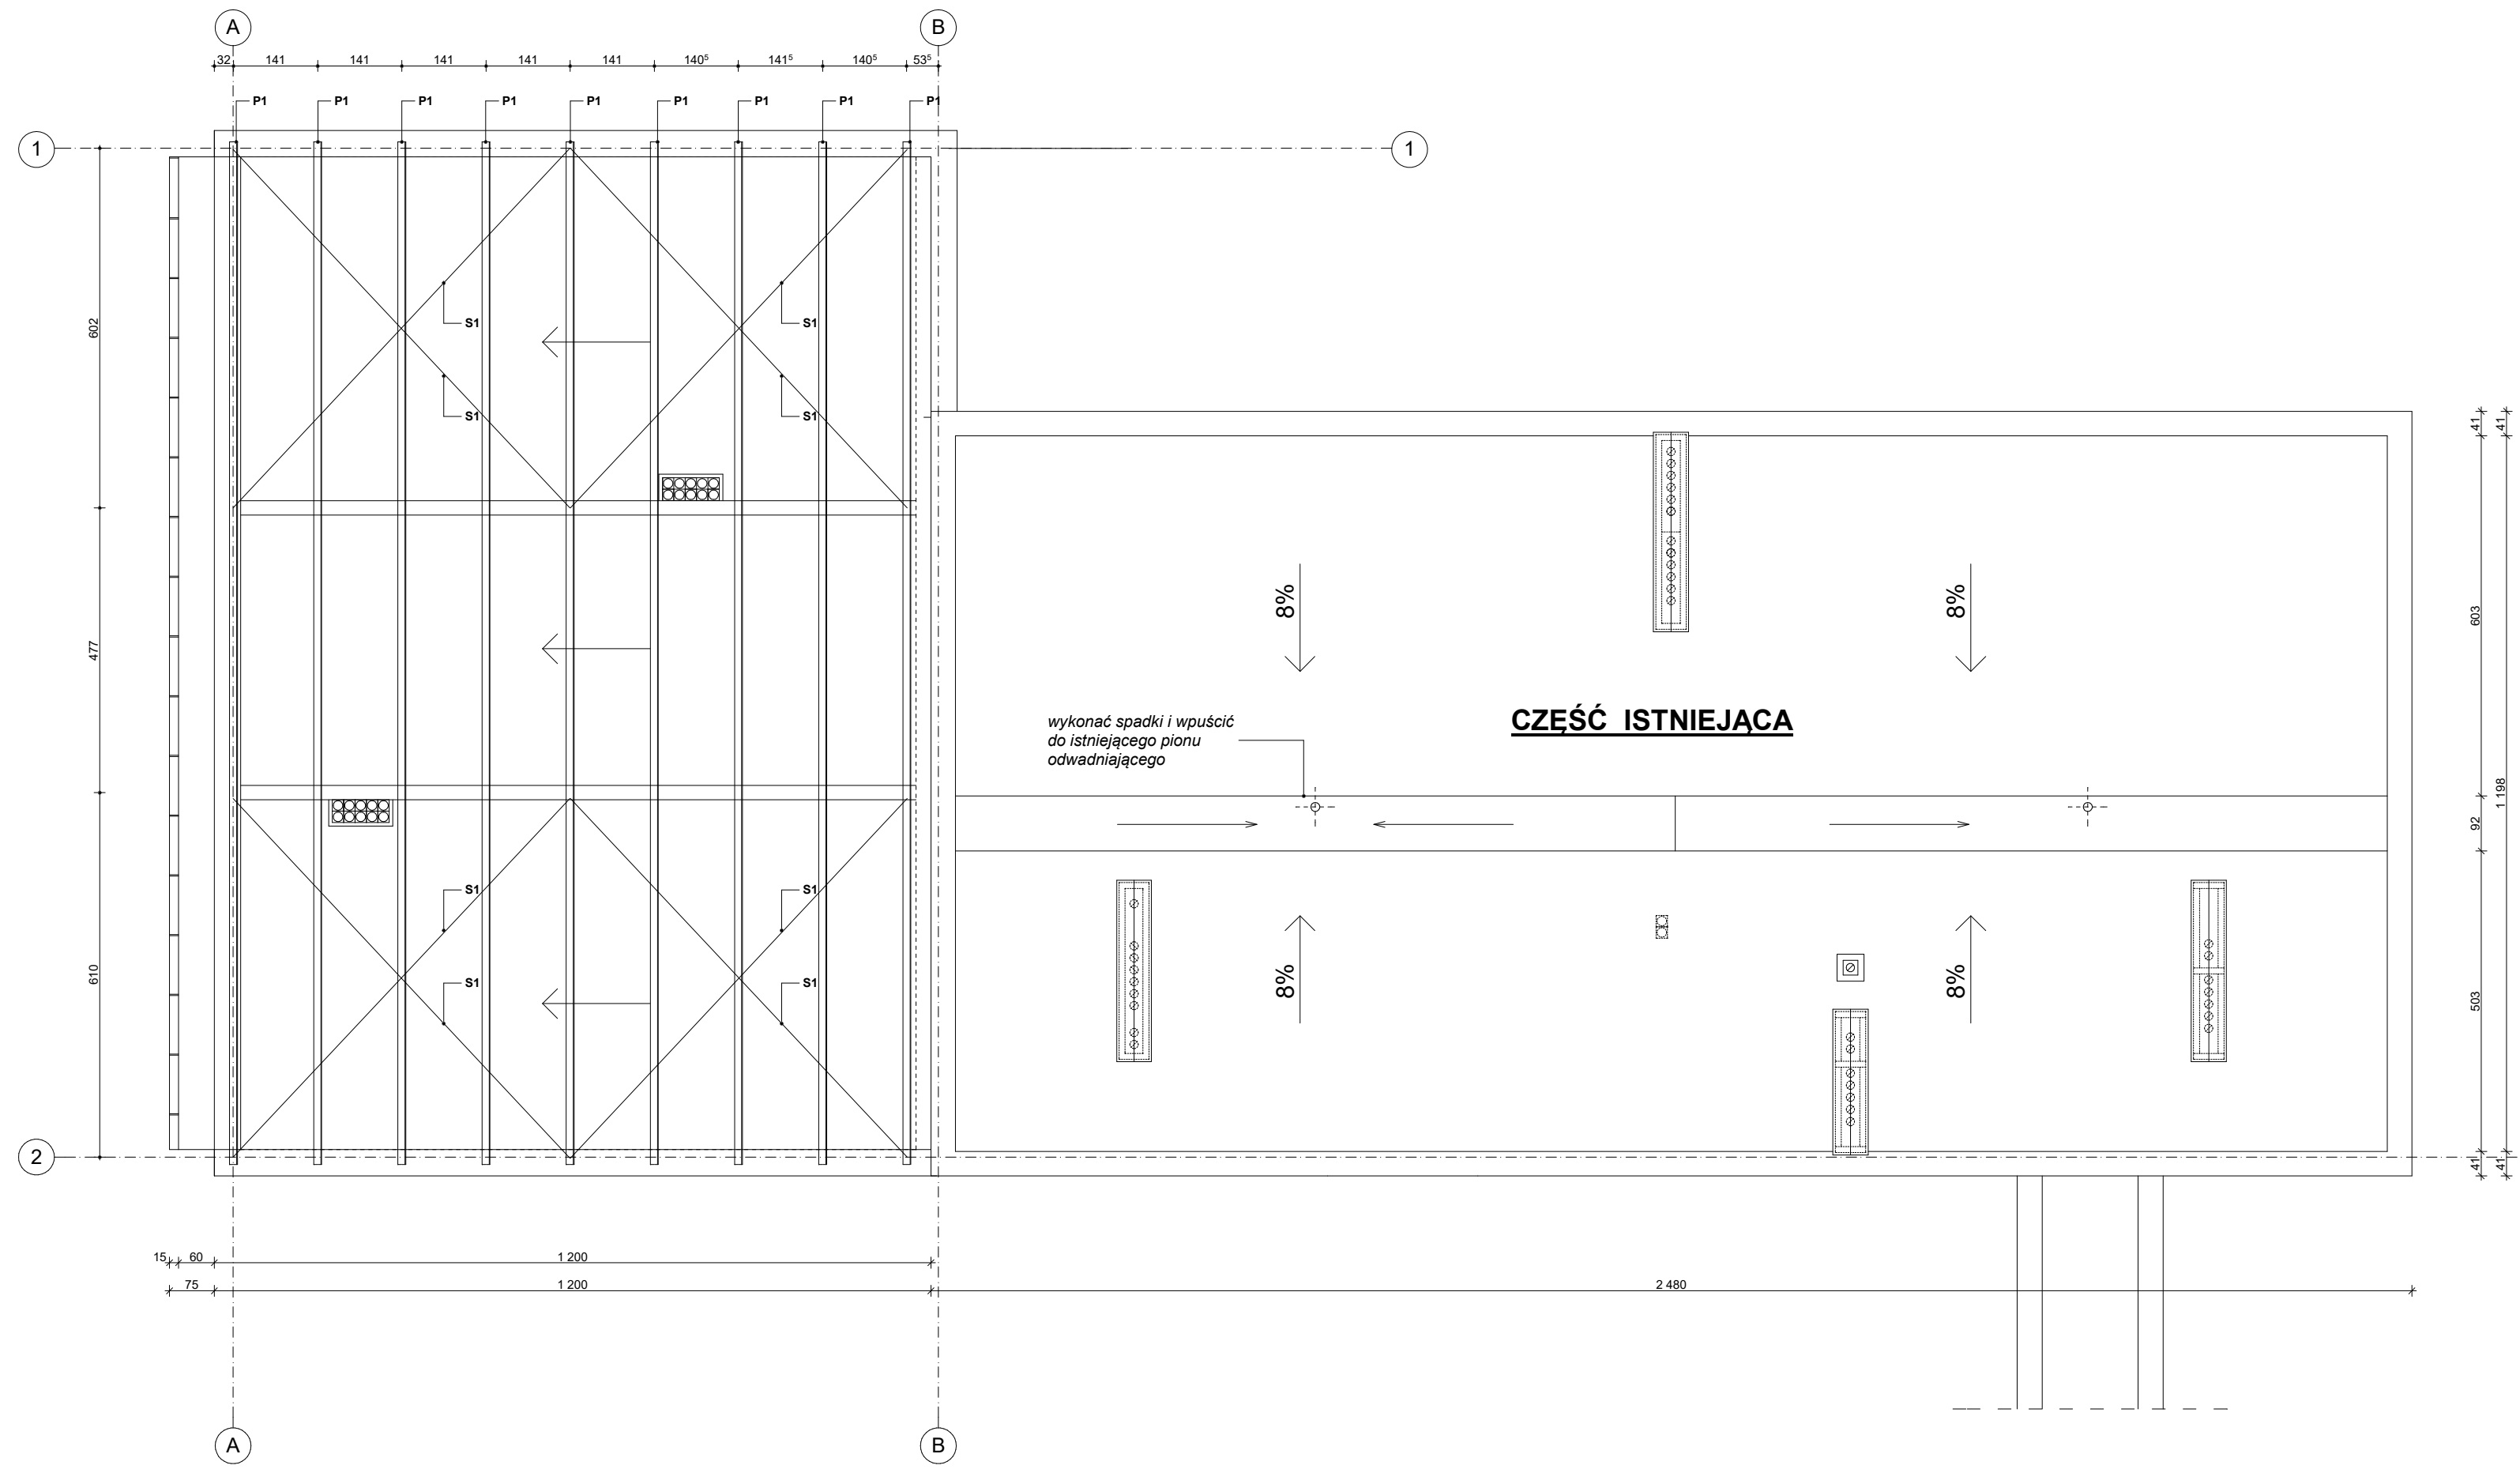 A B
32 141 141 141 141 141 140⁵ 141⁵ 140⁵ 53⁵
P1 P1 P1 P1 P1 P1 P1 P1 P1
1 1
S1 S1
602
S1 S1
41 41
8% 8%
603
477
CZĘŚĆ ISTNIEJĄCA
wykonać spadki i wpuścić
do istniejącego pionu
odwadniającego
1 198
92
S1 S1
610
S1 S1
8% 8%
503
2
41 41
15 60 1 200
75 1 200 2 480
A B